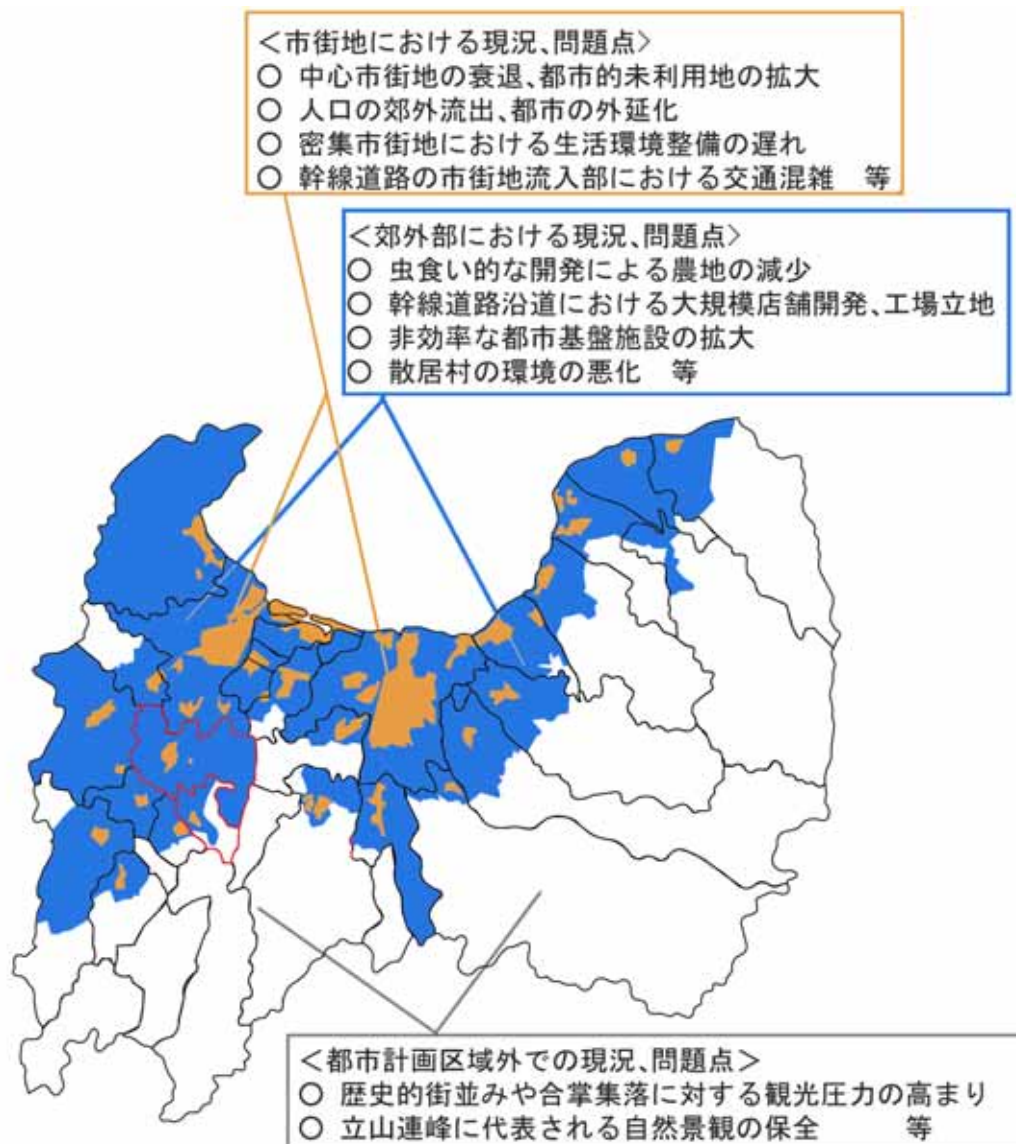 ＜市街地における現況、問題点＞
○ 中心市街地の衰退、都市的未利用地の拡大
○ 人口の郊外流出、都市の外延化
○ 密集市街地における生活環境整備の遅れ
○ 幹線道路の市街地流入部における交通混雑　等
＜郊外部における現況、問題点＞
○ 虫食い的な開発による農地の減少
○ 幹線道路沿道における大規模店舗開発、工場立地
○ 非効率な都市基盤施設の拡大
○ 散居村の環境の悪化　等
＜都市計画区域外での現況、問題点＞
○ 歴史的街並みや合掌集落に対する観光圧力の高まり
○ 立山連峰に代表される自然景観の保全　　　等